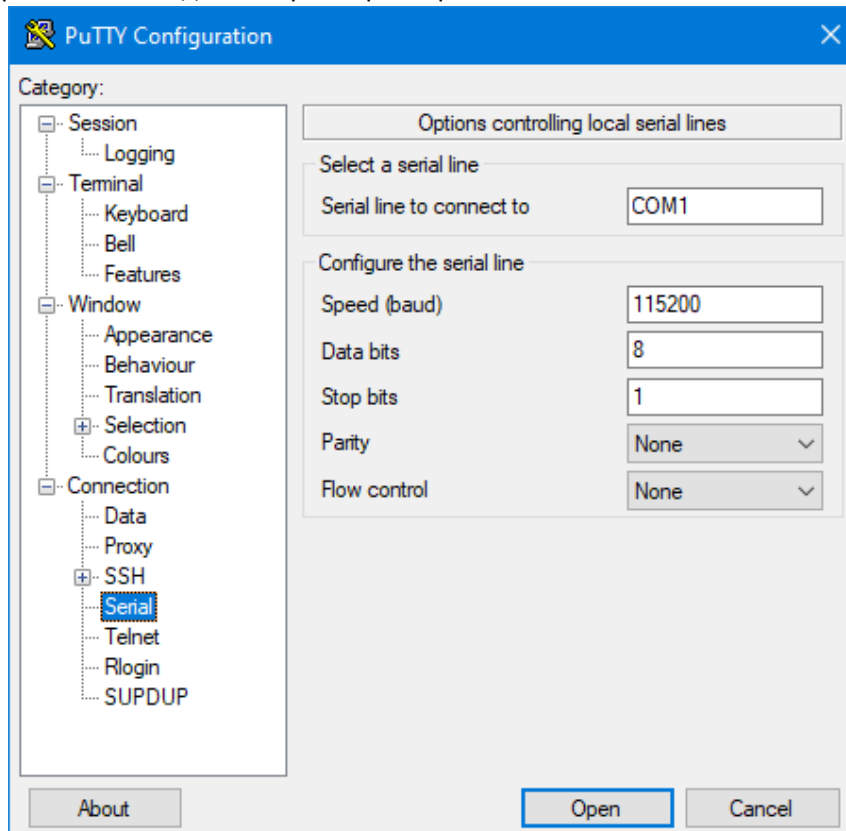 PuTTY Configuration
Category:
Session
Logging
Terminal
Keyboard
Bell
Features
Window
Appearance
Behaviour
Translation
Selection
Colours
Connection
Data
Proxy
SSH
Serial
Telnet
Rlogin
SUPDUP
Options controlling local serial lines
Select a serial line
Serial line to connect to COM1
Configure the serial line
Speed (baud) 115200
Data bits 8
Stop bits 1
Parity None
Flow control None
About Open Cancel